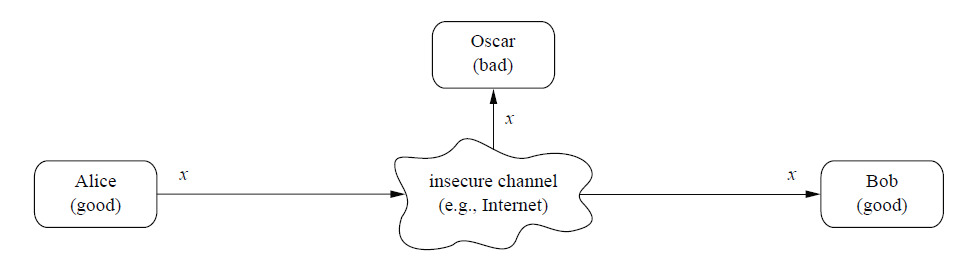 Oscar
(bad)
x
Alice
(good)
x
insecure channel
(e.g., Internet)
x
Bob
(good)